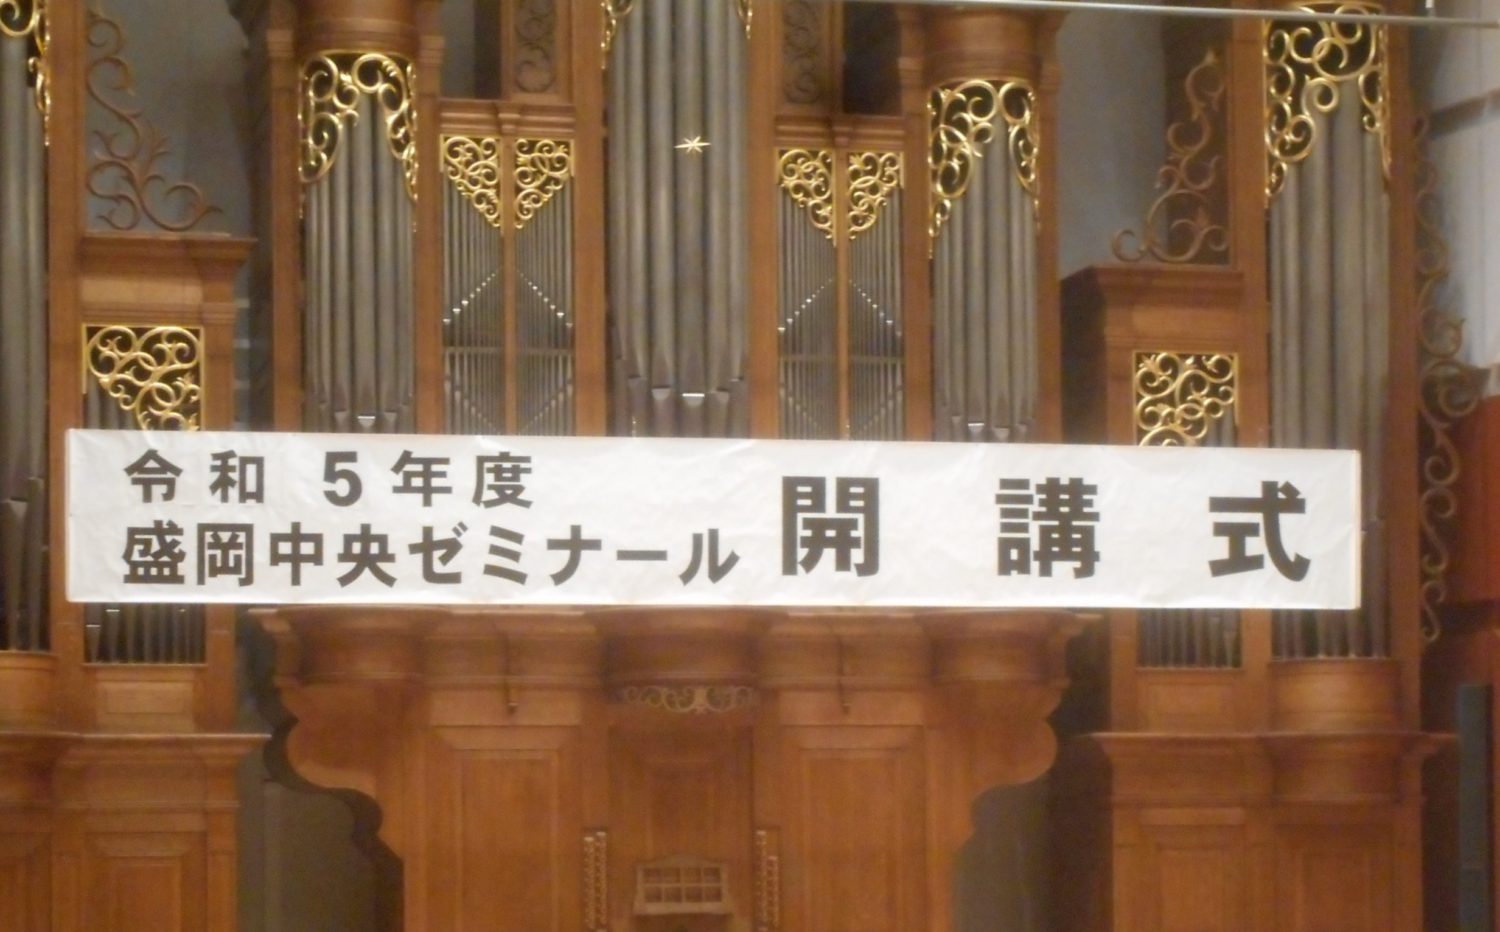 令和 5年度
盛岡中央ゼミナール 開 講 式